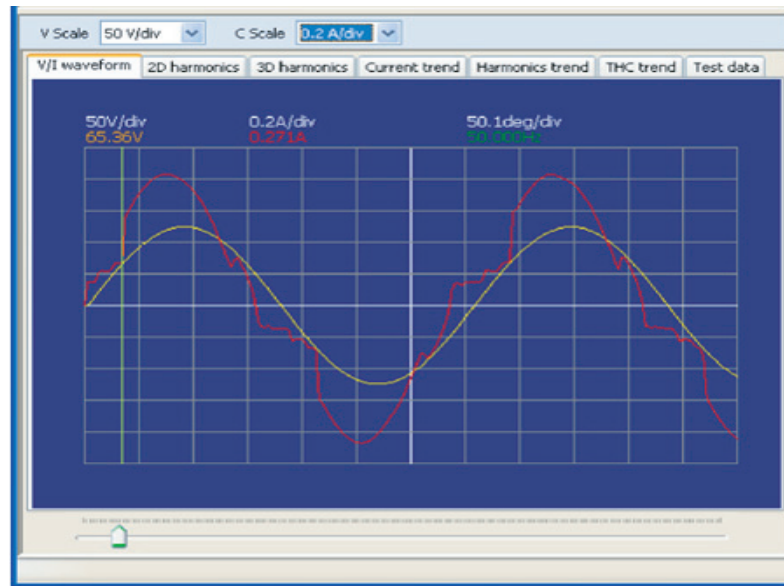 V Scale 50 V/div C Scale 0.2 A/div
V/I waveform 2D harmonics 3D harmonics Current trend Harmonics trend THC trend Test data
50V/div 0.2A/div 50.1deg/div
65.36V 0.271A 50.000Hz